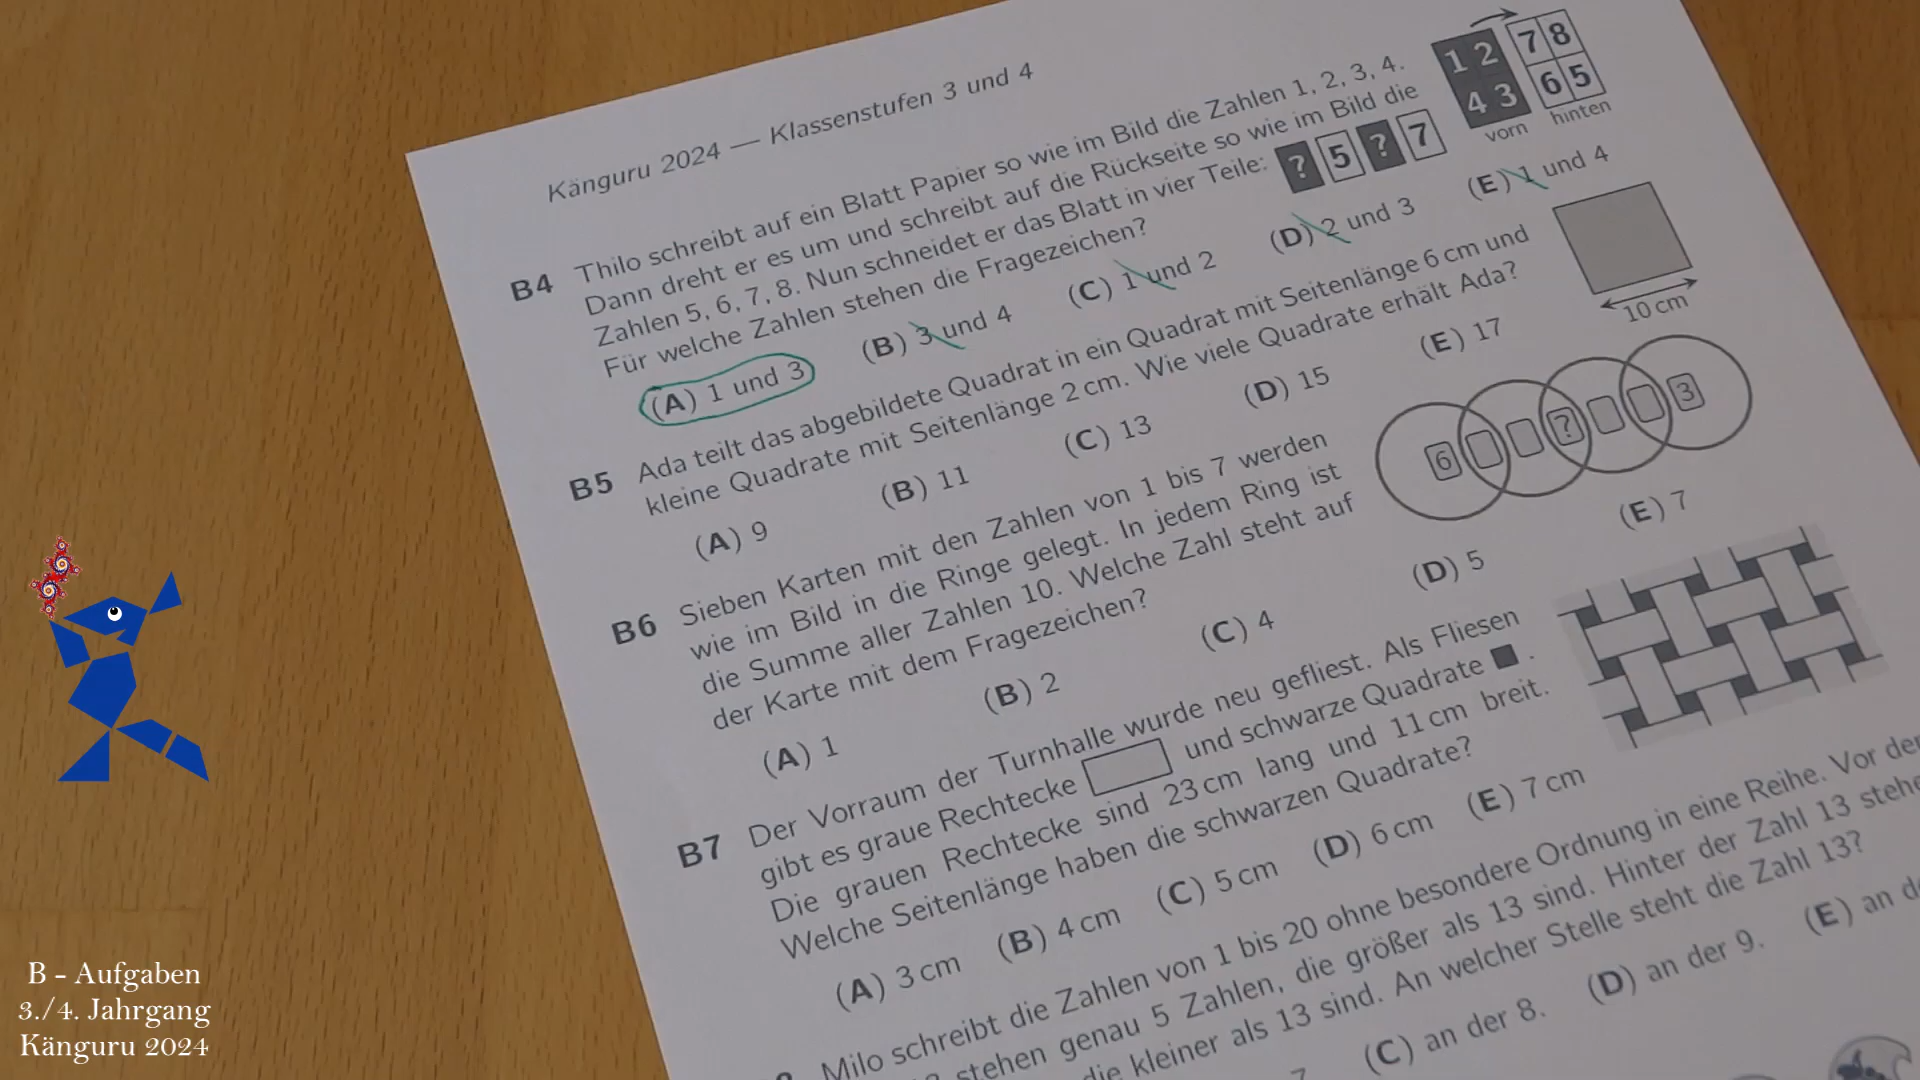 Känguru 2024 — Klassenstufen 3 und 4
B4 Thilo schreibt auf ein Blatt Papier so wie im Bild die Zahlen 1, 2, 3, 4.
Dann dreht er es um und schreibt auf die Rückseite so wie im Bild die
Zahlen 5, 6, 7, 8. Nun schneidet er das Blatt in vier Teile: ? 5 ? 7
Für welche Zahlen stehen die Fragezeichen?
1 2 7 8
4 3 6 5
vorn hinten
(A) 1 und 3 (B) 3 und 4 (C) 1 und 2 (D) 2 und 3 (E) 1 und 4
B5 Ada teilt das abgebildete Quadrat in ein Quadrat mit Seitenlänge 6 cm und
kleine Quadrate mit Seitenlänge 2 cm. Wie viele Quadrate erhält Ada?
10 cm
(A) 9 (B) 11 (C) 13 (D) 15 (E) 17
B6 Sieben Karten mit den Zahlen von 1 bis 7 werden
wie im Bild in die Ringe gelegt. In jedem Ring ist
die Summe aller Zahlen 10. Welche Zahl steht auf
der Karte mit dem Fragezeichen?
6 ? 3
(A) 1 (B) 2 (C) 4 (D) 5 (E) 7
B7 Der Vorraum der Turnhalle wurde neu gefliest. Als Fliesen
gibt es graue Rechtecke und schwarze Quadrate .
Die grauen Rechtecke sind 23 cm lang und 11 cm breit.
Welche Seitenlänge haben die schwarzen Quadrate?
(A) 3 cm (B) 4 cm (C) 5 cm (D) 6 cm (E) 7 cm
Milo schreibt die Zahlen von 1 bis 20 ohne besondere Ordnung in eine Reihe. Vor der
stehen genau 5 Zahlen, die größer als 13 sind. Hinter der Zahl 13 stehe
die kleiner als 13 sind. An welcher Stelle steht die Zahl 13?
(C) an der 8. (D) an der 9. (E) an de
B - Aufgaben
3./4. Jahrgang
Känguru 2024